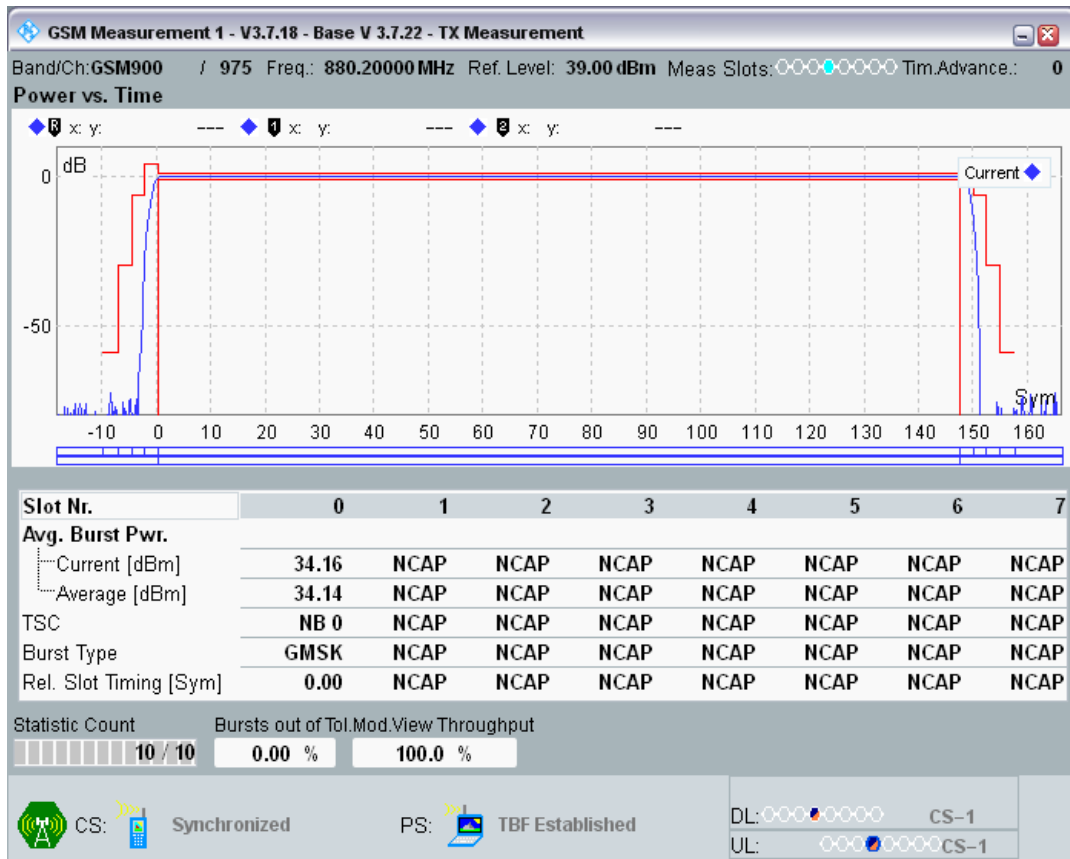 GSM Measurement 1 - V3.7.18 - Base V 3.7.22 - TX Measurement
Band/Ch:GSM900 / 975 Freq.: 880.20000 MHz Ref. Level: 39.00 dBm Meas Slots: Tim.Advance.: 0
Power vs. Time
R x: y: --- 1 x: y: --- 2 x: y: ---
dB
Current
0
-50
Sym
-10 0 10 20 30 40 50 60 70 80 90 100 110 120 130 140 150 160
Slot Nr. 0 1 2 3 4 5 6 7
Avg. Burst Pwr.
Current [dBm] 34.16 NCAP NCAP NCAP NCAP NCAP NCAP NCAP
Average [dBm] 34.14 NCAP NCAP NCAP NCAP NCAP NCAP NCAP
TSC NB 0 NCAP NCAP NCAP NCAP NCAP NCAP NCAP
Burst Type GMSK NCAP NCAP NCAP NCAP NCAP NCAP NCAP
Rel. Slot Timing [Sym] 0.00 NCAP NCAP NCAP NCAP NCAP NCAP NCAP
Statistic Count Bursts out of Tol.Mod.View Throughput
10 / 10 0.00 % 100.0 %
CS: Synchronized PS: TBF Established
DL: CS-1
UL: CS-1